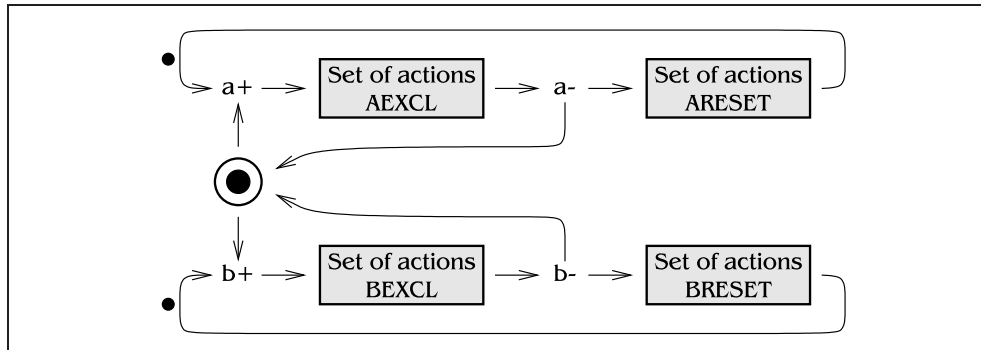 a+
Set of actions
AEXCL
a-
Set of actions
ARESET
b+
Set of actions
BEXCL
b-
Set of actions
BRESET